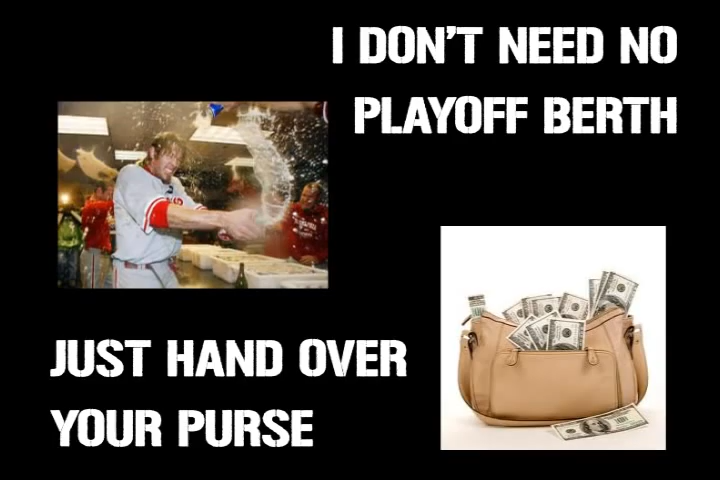 I DON'T NEED NO
PLAYOFF BERTH
JUST HAND OVER
YOUR PURSE